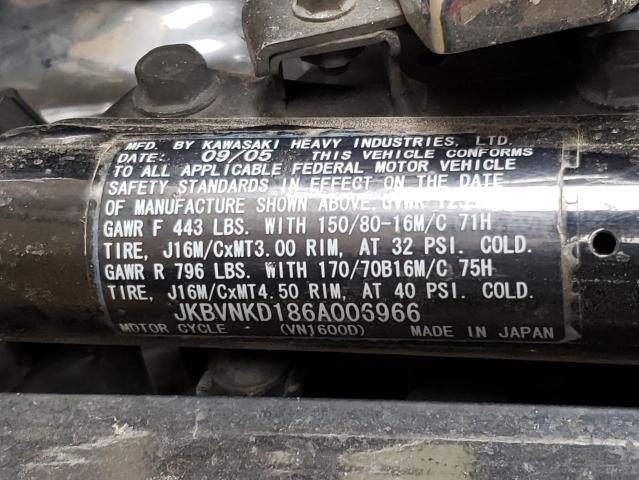 MFD. BY KAWASAKI HEAVY INDUSTRIES, LTD.
DATE: 09/05 THIS VEHICLE CONFORMS
TO ALL APPLICABLE FEDERAL MOTOR VEHICLE
SAFETY STANDARDS IN EFFECT ON THE DATE
OF MANUFACTURE SHOWN ABOVE. GVWR
GAWR F 443 LBS. WITH 150/80-16M/C 71H
TIRE, J16M/CxMT3.00 RIM, AT 32 PSI. COLD.
GAWR R 796 LBS. WITH 170/70B16M/C 75H
TIRE, J16M/CxMT4.50 RIM, AT 40 PSI. COLD.
JKBVNKD186A005966
MOTOR CYCLE (VN1600D) MADE IN JAPAN